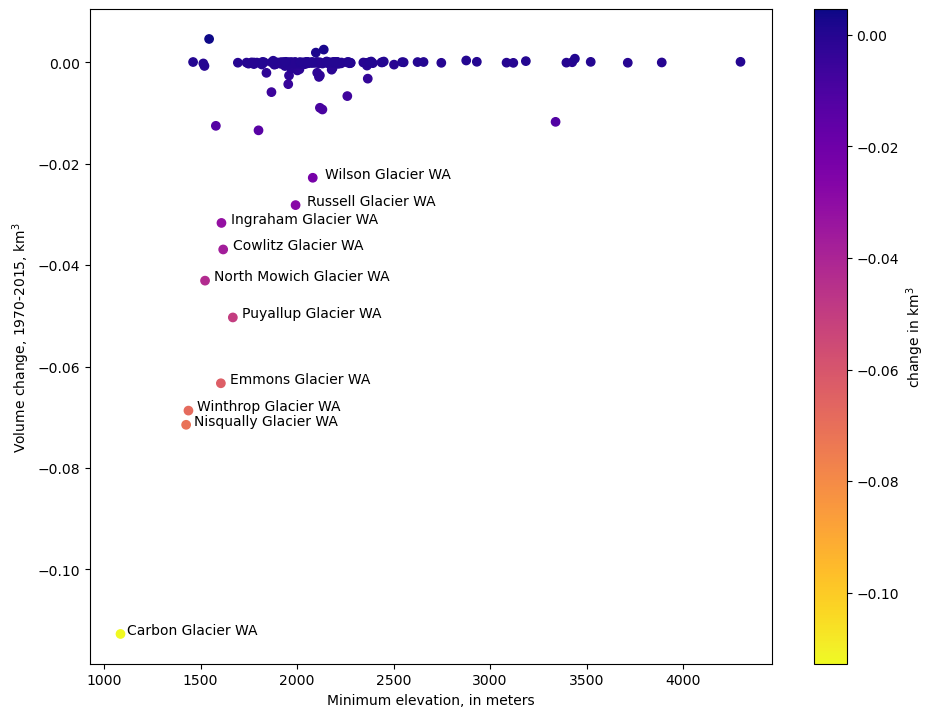 0.00
−0.02
−0.04
−0.06
−0.08
−0.10
Volume change, 1970-2015, km³
Wilson Glacier WA
Russell Glacier WA
Ingraham Glacier WA
Cowlitz Glacier WA
North Mowich Glacier WA
Puyallup Glacier WA
Emmons Glacier WA
Winthrop Glacier WA
Nisqually Glacier WA
Carbon Glacier WA
1000 1500 2000 2500 3000 3500 4000
Minimum elevation, in meters
0.00
−0.02
−0.04
−0.06
−0.08
−0.10
change in km³